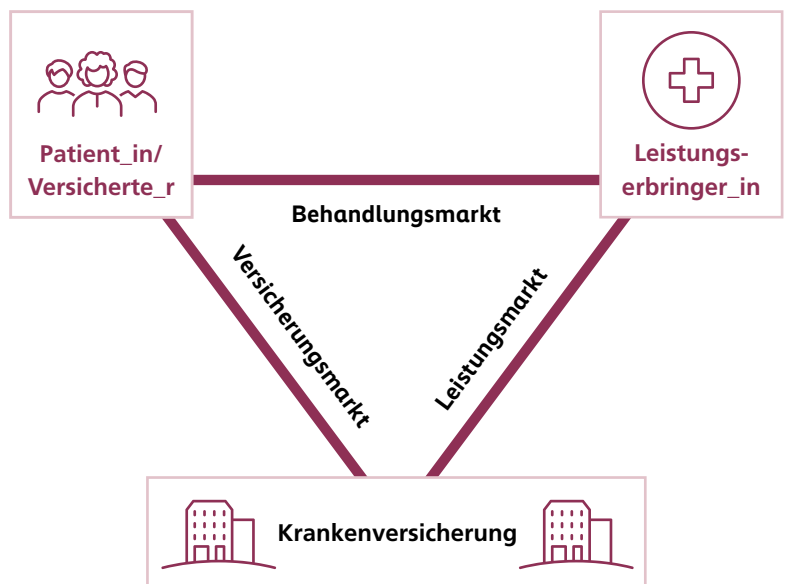 Patient_in/
Versicherte_r
Leistungs-
erbringer_in
Behandlungsmarkt
Versicherungsmarkt
Leistungsmarkt
Krankenversicherung